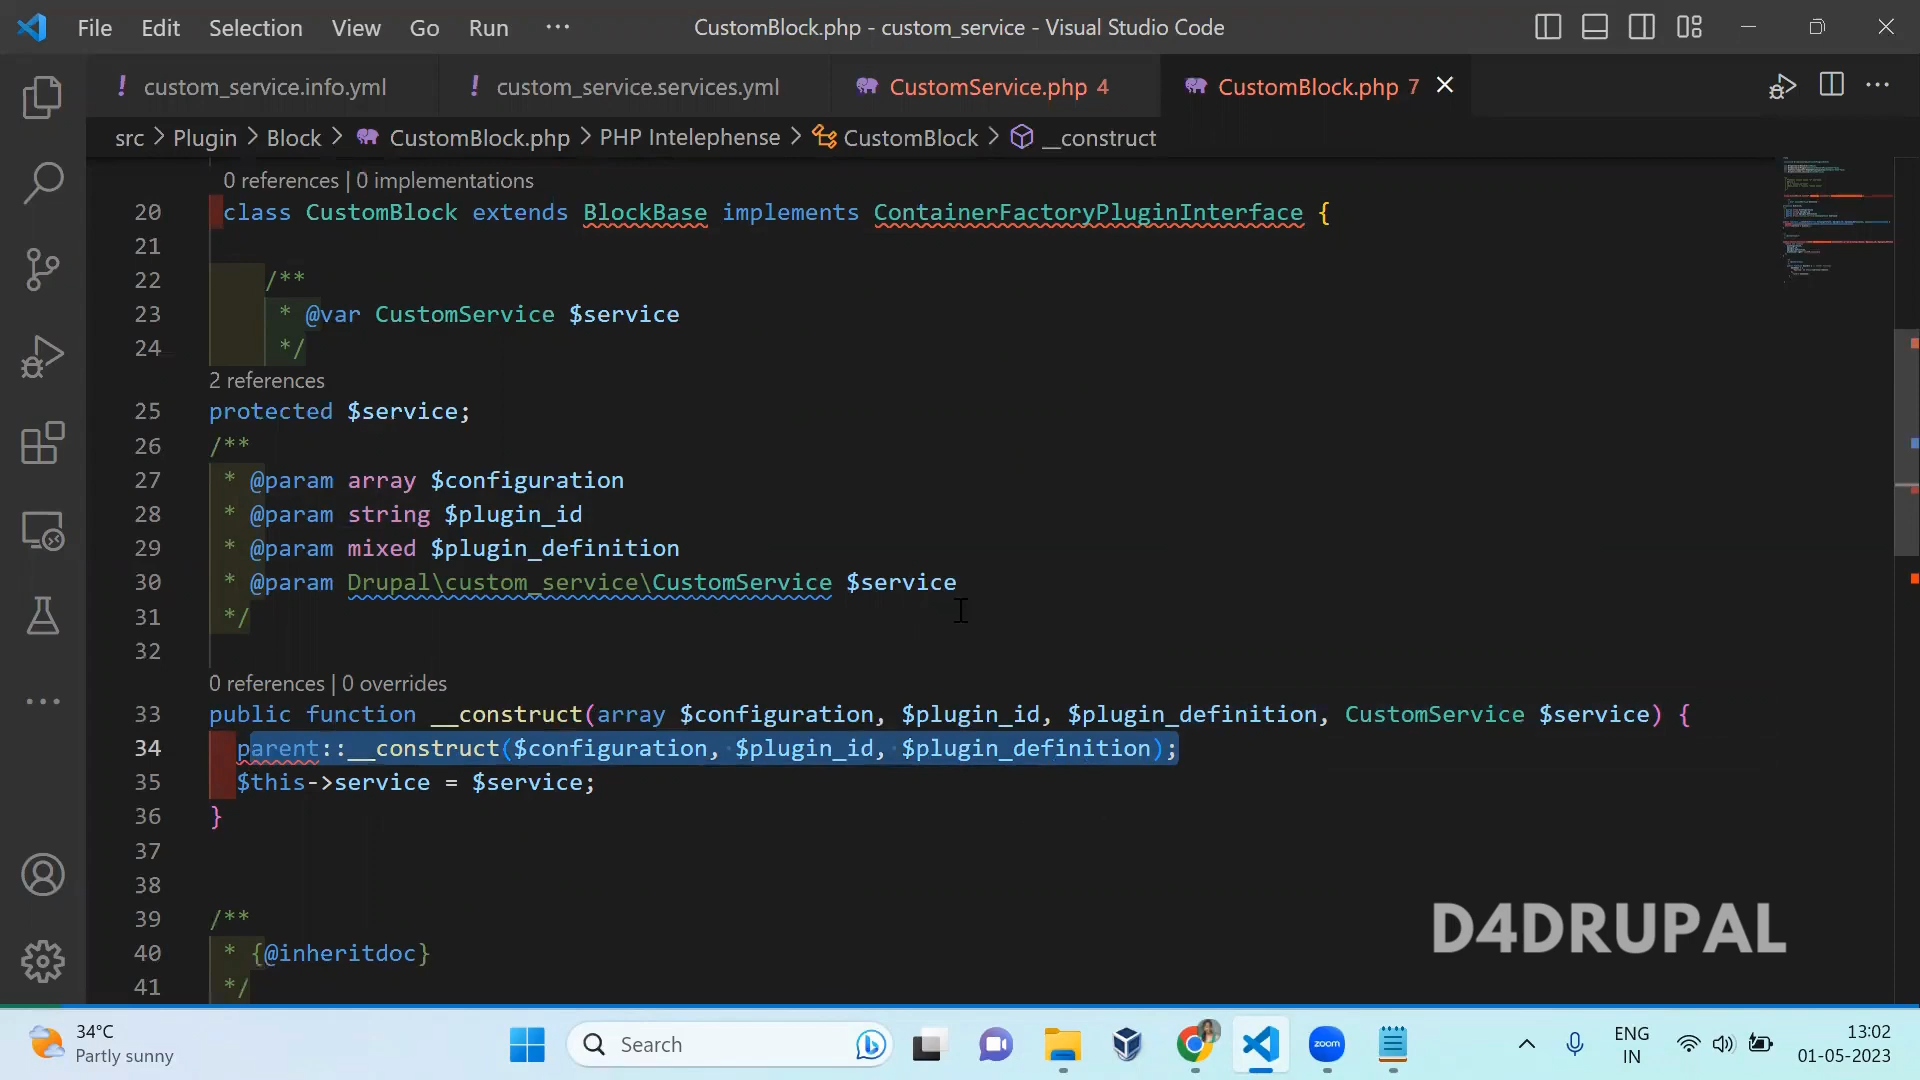 File Edit Selection View Go Run ··· CustomBlock.php - custom_service - Visual Studio Code
! custom_service.info.yml ! custom_service.services.yml CustomService.php 4 CustomBlock.php 7
src > Plugin > Block > CustomBlock.php > PHP Intelephense > CustomBlock > __construct
0 references | 0 implementations
20 class CustomBlock extends BlockBase implements ContainerFactoryPluginInterface {
21
22 /**
23 * @var CustomService $service
24 */
2 references
25 protected $service;
26 /**
27 * @param array $configuration
28 * @param string $plugin_id
29 * @param mixed $plugin_definition
30 * @param Drupal\custom_service\CustomService $service
31 */
32
0 references | 0 overrides
33 public function __construct(array $configuration, $plugin_id, $plugin_definition, CustomService $service) {
34 parent::__construct($configuration, $plugin_id, $plugin_definition);
35 $this->service = $service;
36 }
37
38
39 /**
40 * {@inheritdoc}
41 */
D4DRUPAL
34°C
Partly sunny
Search
zoom
ENG
IN
13:02
01-05-2023